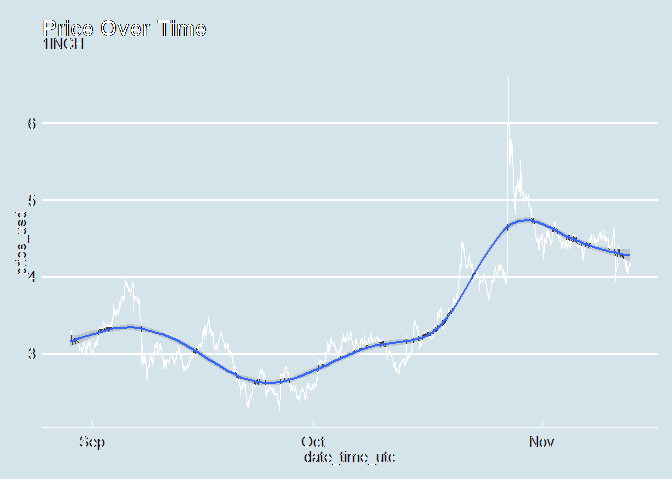 Price Over Time
1INCH
6
5
4
3
price_usd
Sep Oct Nov
date_time_utc